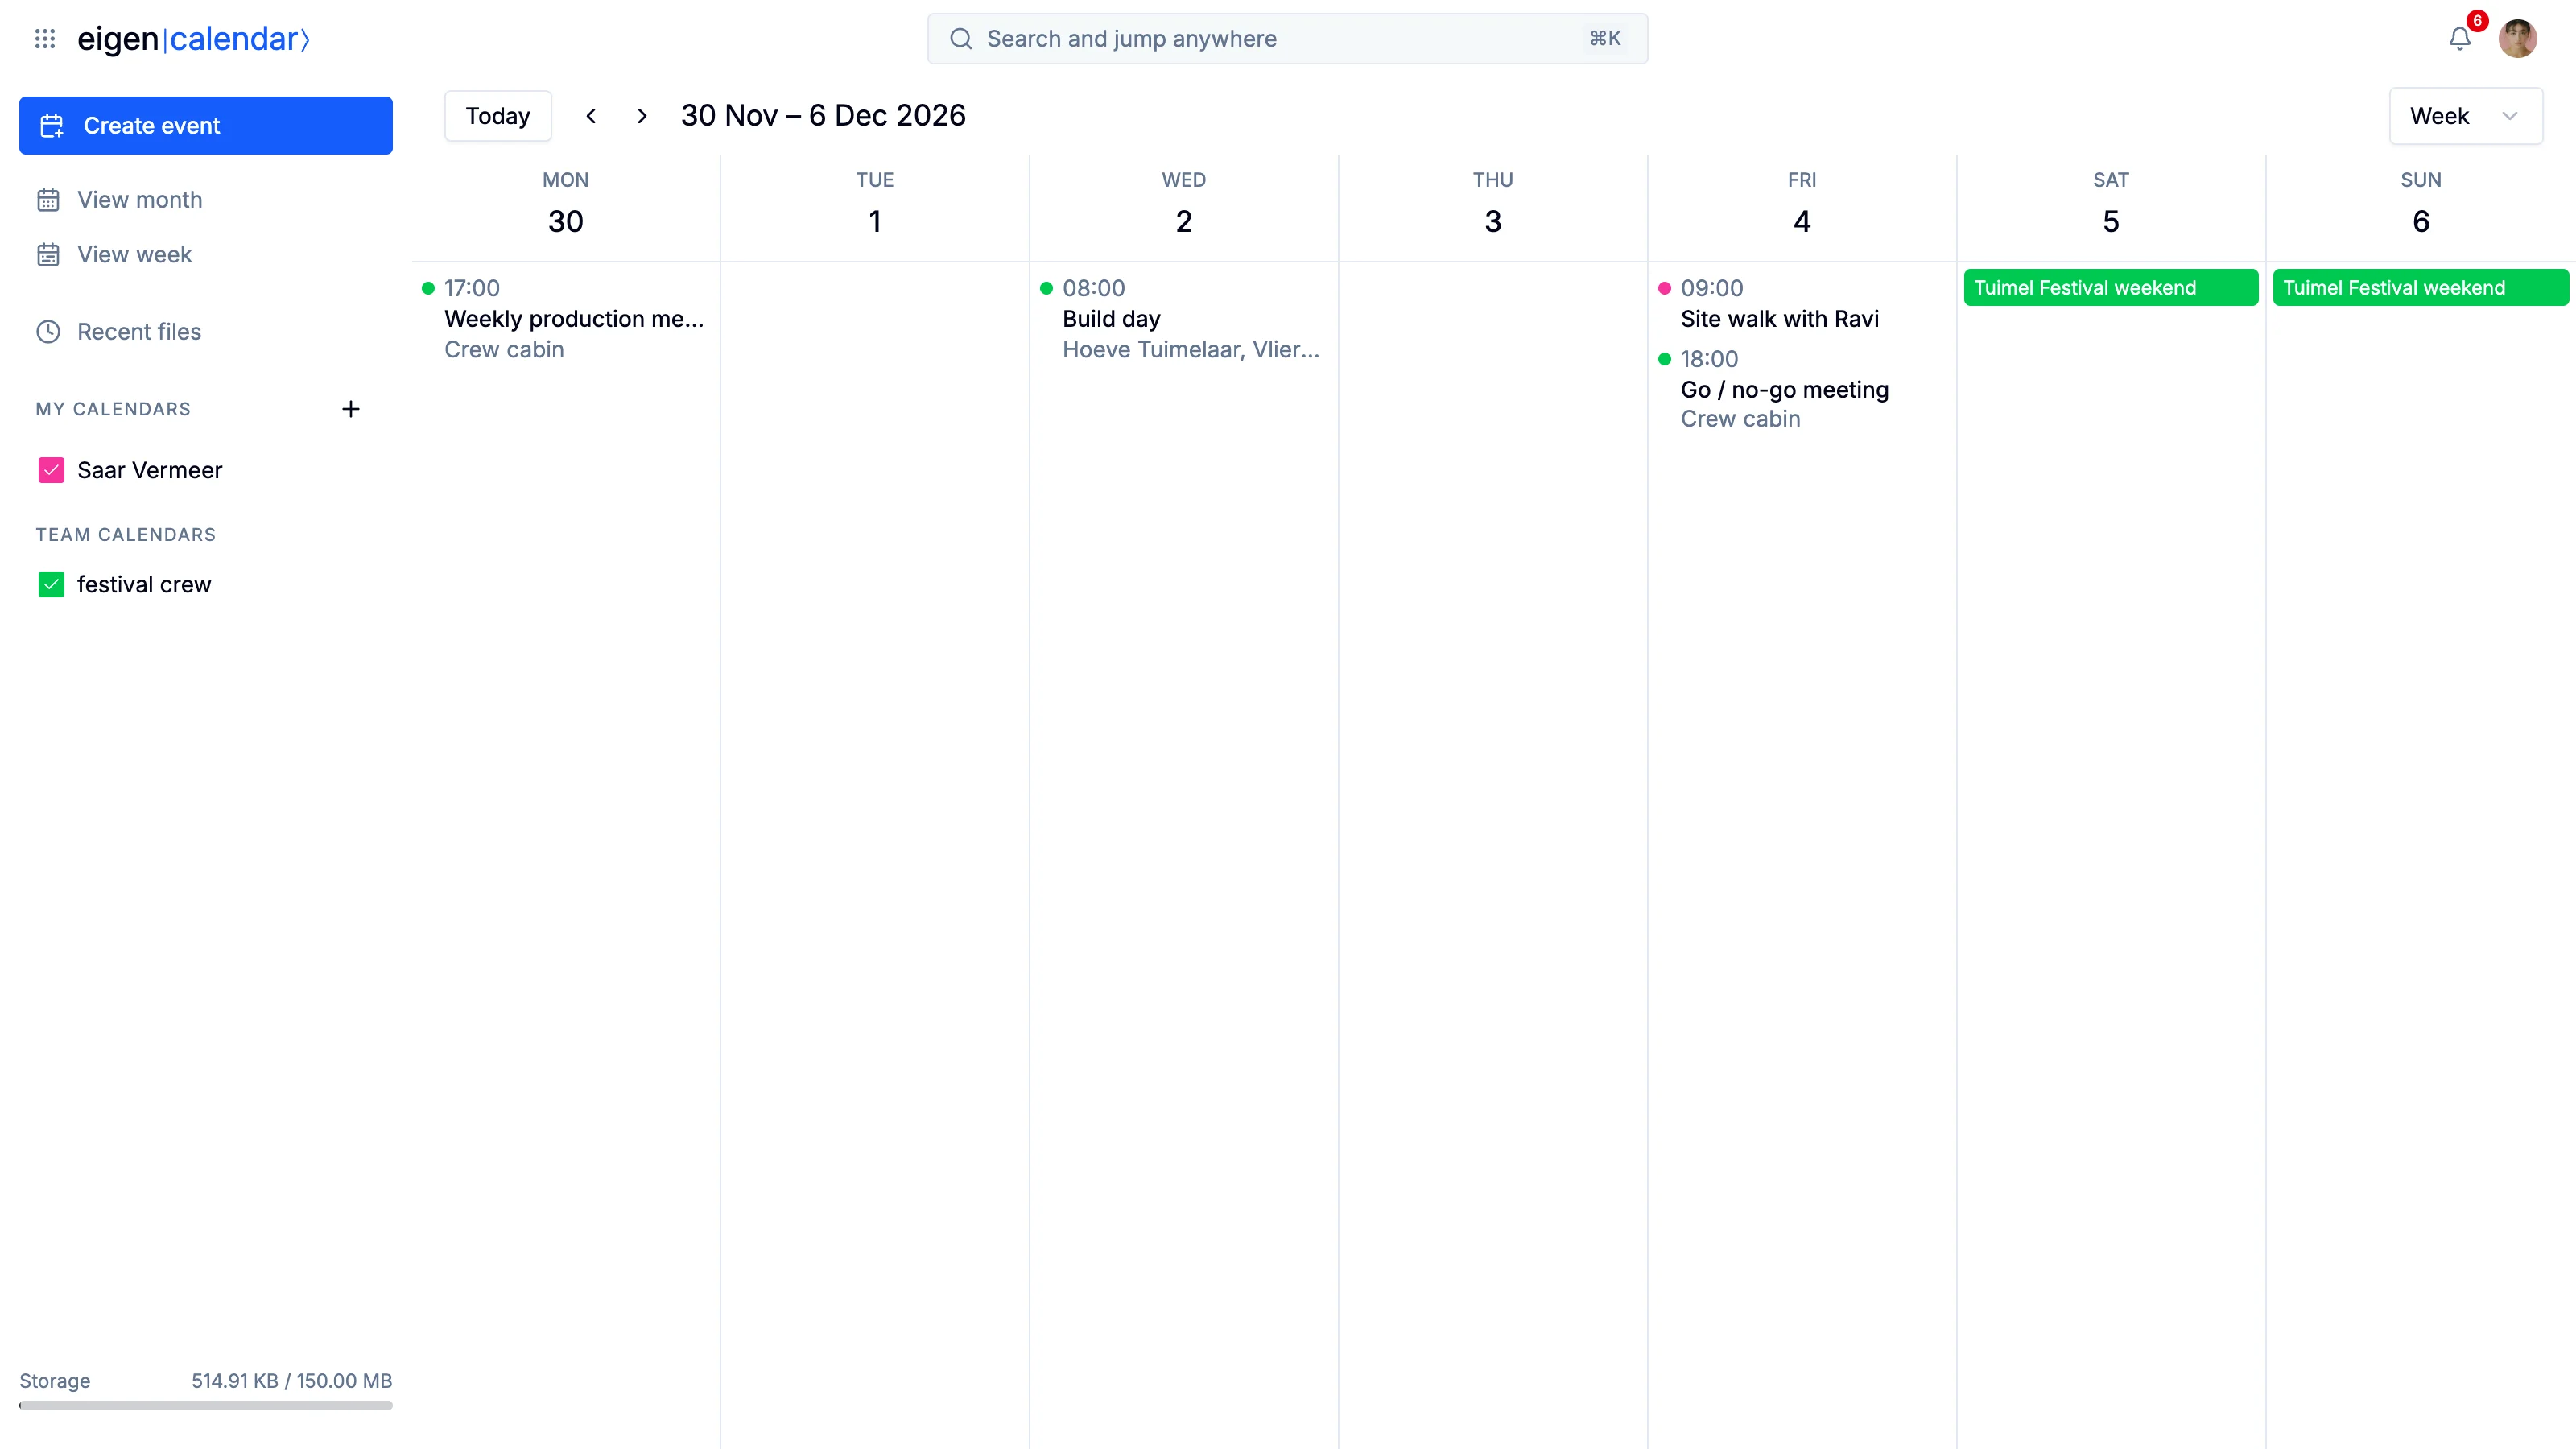 eigen|calendar⟩
Search and jump anywhere
⌘K
6
Create event
Today
30 Nov – 6 Dec 2026
Week
View month
View week
Recent files
MY CALENDARS
Saar Vermeer
TEAM CALENDARS
festival crew
MON
30
TUE
1
WED
2
THU
3
FRI
4
SAT
5
SUN
6
17:00
Weekly production me...
Crew cabin
08:00
Build day
Hoeve Tuimelaar, Vlier...
09:00
Site walk with Ravi
18:00
Go / no-go meeting
Crew cabin
Tuimel Festival weekend
Tuimel Festival weekend
Storage
514.91 KB / 150.00 MB